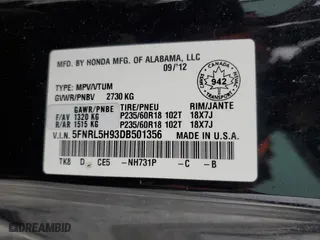 MFD. BY HONDA MFG. OF ALABAMA, LLC
09/'12
TYPE: MPV/VTUM
GVWR/PNBV 2730 KG
GAWR/PNBE TIRE/PNEU RIM/JANTE
F/AV 1320 KG P235/60R18 102T 18X7J
R/AR 1515 KG P235/60R18 102T 18X7J
V.I.N. 5FNRL5H93DB501356 MADE IN U.S.A.
TK8 D CE5 -NH731P -C -B
CANADA
942
DREAMBID